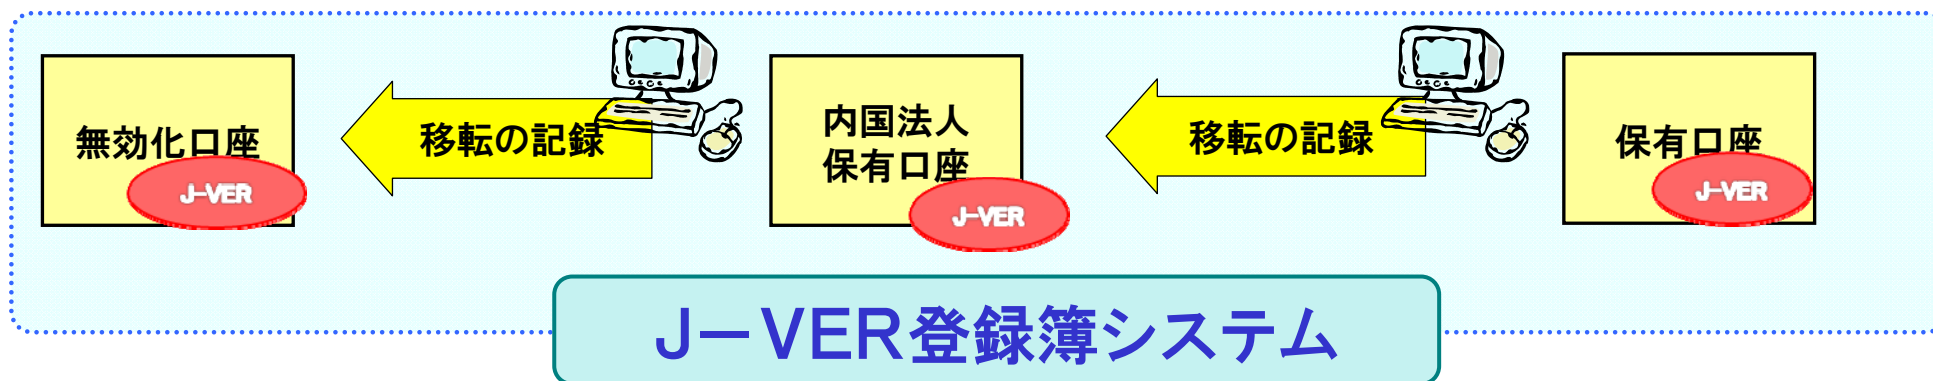 無効化口座
J-VER
移転の記録
内国法人
保有口座
J-VER
移転の記録
保有口座
J-VER
J-VER登録簿システム